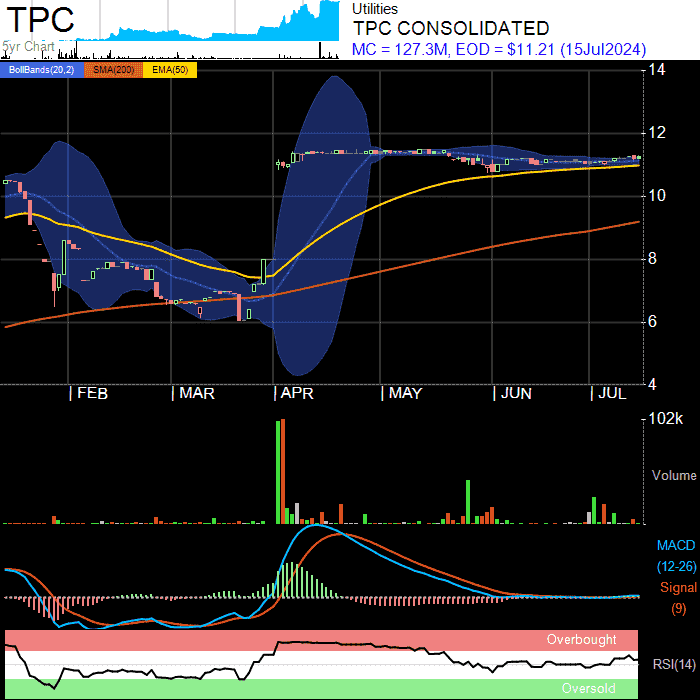 TPC
5yr Chart
Utilities
TPC CONSOLIDATED
MC = 127.3M, EOD = $11.21 (15Jul2024)
BollBands(20,2) SMA(200) EMA(50)
14
12
10
8
6
4
| FEB | MAR | APR | MAY | JUN | JUL
102k
Volume
MACD
(12-26)
Signal
(9)
Overbought
RSI(14)
Oversold